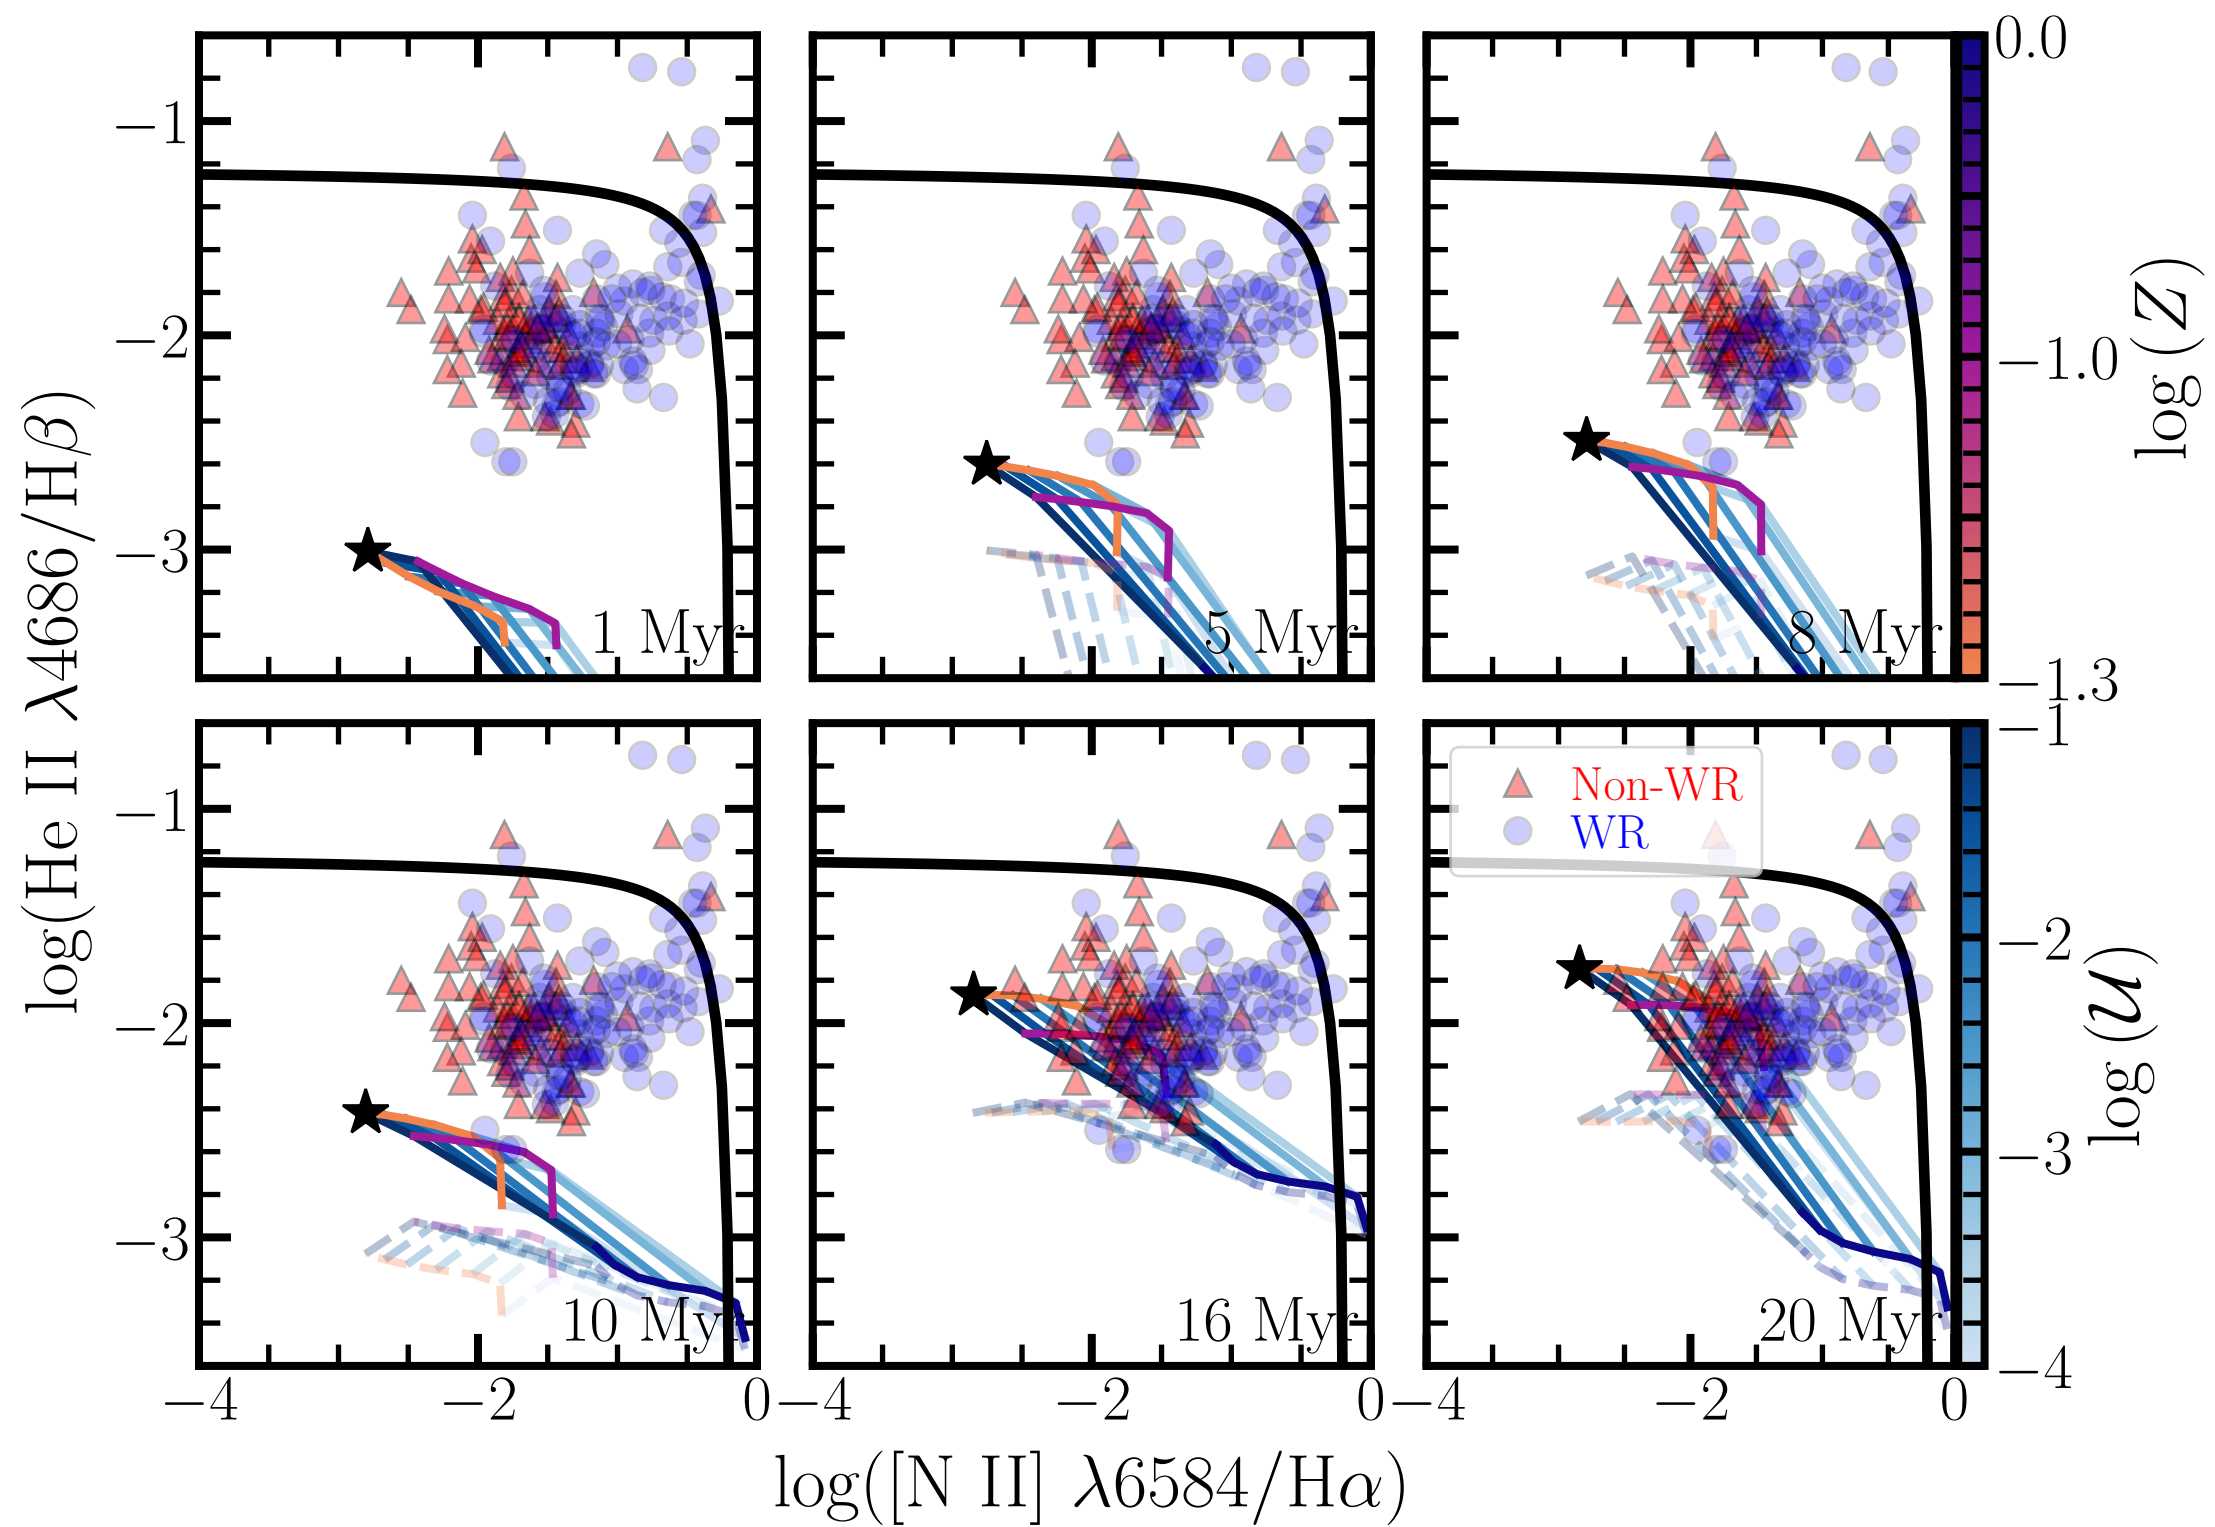 log(He II λ4686/Hβ)
−1
−2
−3
1 Myr
5 Myr
8 Myr
0.0
−1.0
−1.3
log (Z)
−1
−2
−3
10 Myr
16 Myr
Non-WR
WR
20 Myr
−1
−2
−3
−4
log (𝒰)
−4
−2
0
−4
−2
0
−4
−2
0
log([N II] λ6584/Hα)